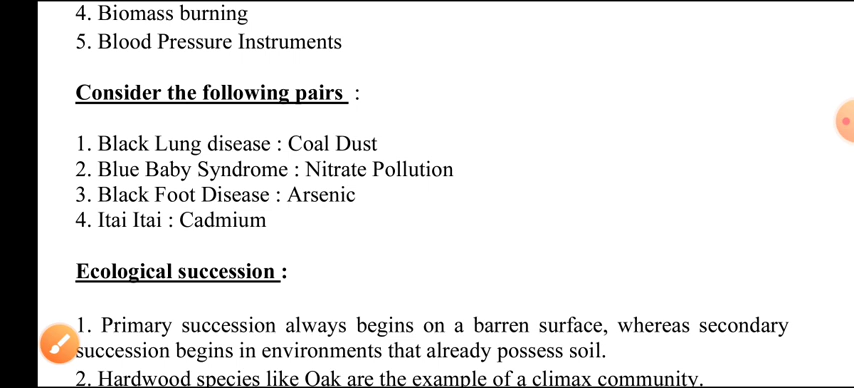 4. Biomass burning
5. Blood Pressure Instruments
Consider the following pairs :
1. Black Lung disease : Coal Dust
2. Blue Baby Syndrome : Nitrate Pollution
3. Black Foot Disease : Arsenic
4. Itai Itai : Cadmium
Ecological succession :
1. Primary succession always begins on a barren surface, whereas secondary
succession begins in environments that already possess soil.
2. Hardwood species like Oak are the example of a climax community.